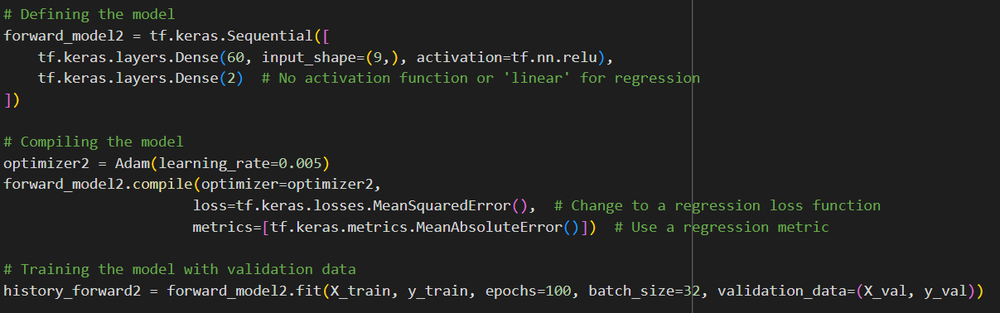 # Defining the model
forward_model2 = tf.keras.Sequential([
    tf.keras.layers.Dense(60, input_shape=(9,), activation=tf.nn.relu),
    tf.keras.layers.Dense(2)  # No activation function or 'linear' for regression
])

# Compiling the model
optimizer2 = Adam(learning_rate=0.005)
forward_model2.compile(optimizer=optimizer2,
                     loss=tf.keras.losses.MeanSquaredError(),  # Change to a regression loss function
                     metrics=[tf.keras.metrics.MeanAbsoluteError()])  # Use a regression metric

# Training the model with validation data
history_forward2 = forward_model2.fit(X_train, y_train, epochs=100, batch_size=32, validation_data=(X_val, y_val))